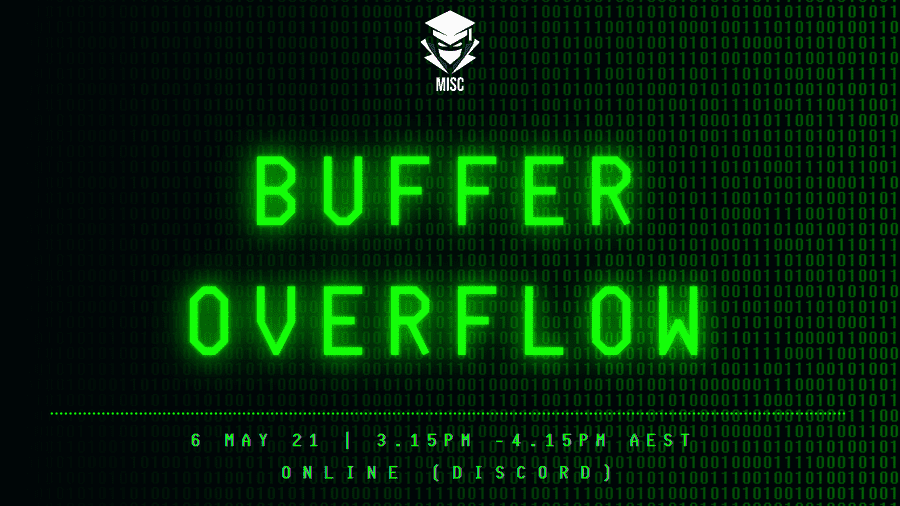 MISC
BUFFER
OVERFLOW
6 MAY 21 | 3.15PM -4.15PM AEST
ONLINE (DISCORD)